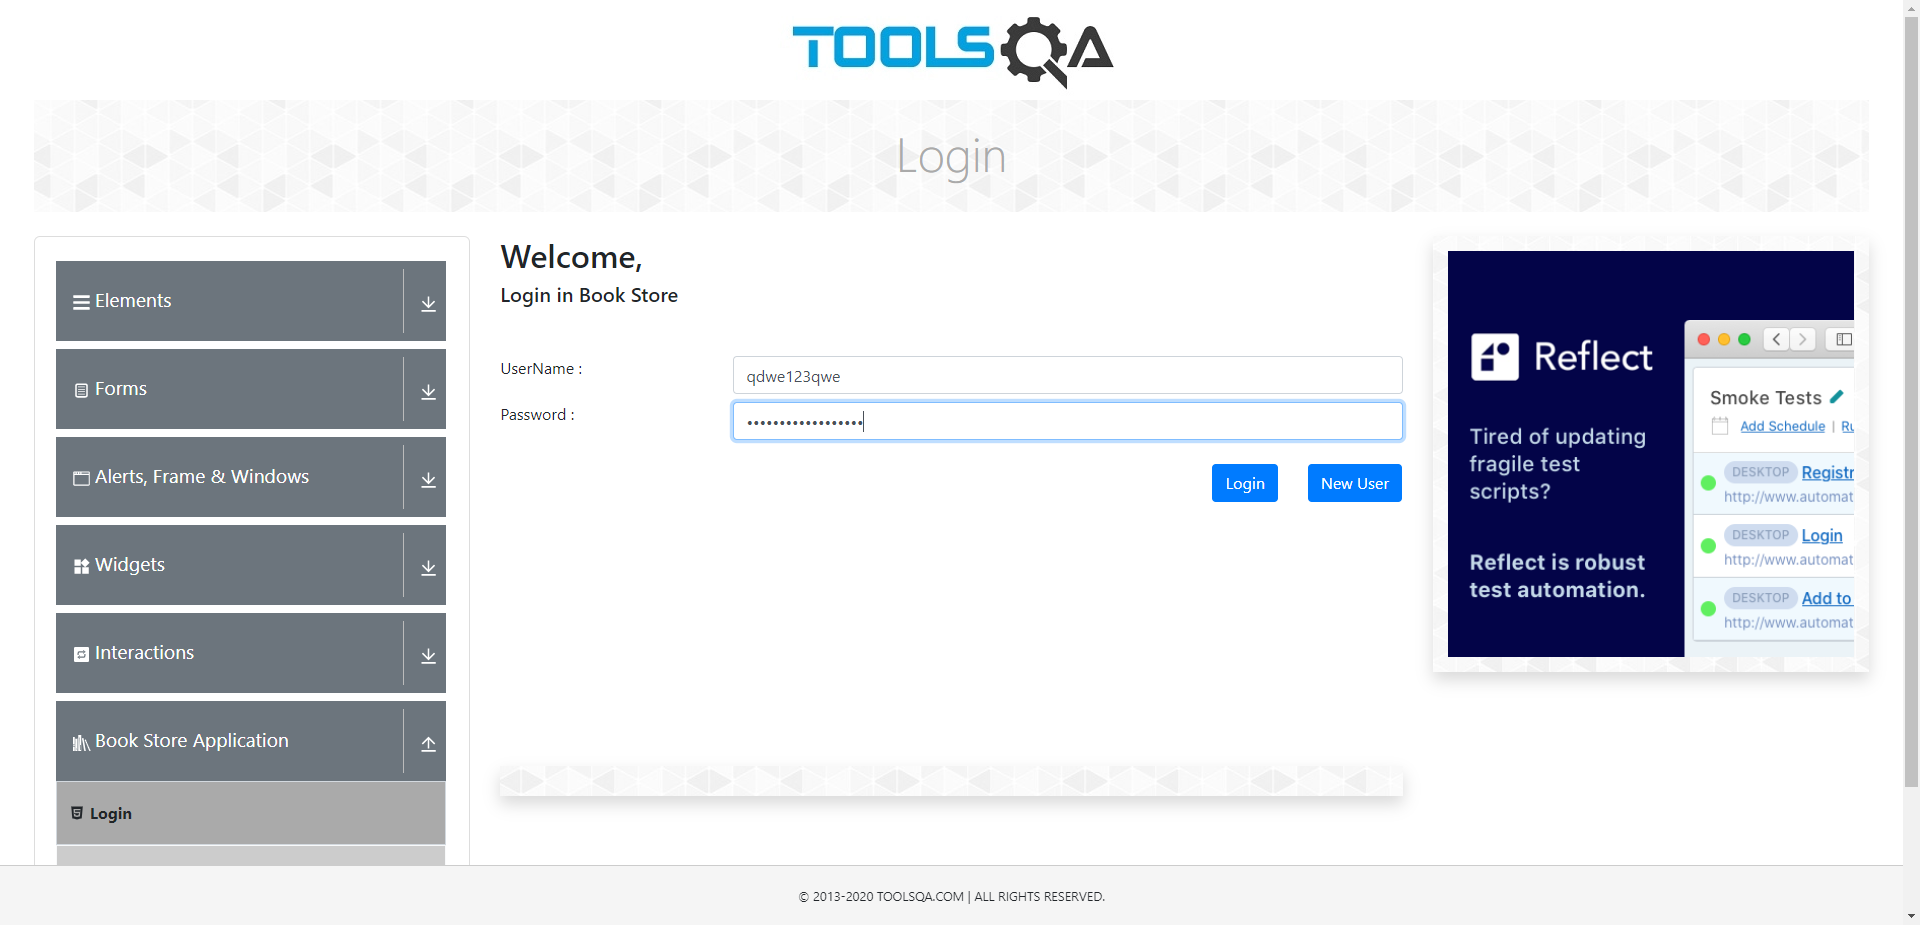 TOOLSQA
Login
Elements
Forms
Alerts, Frame & Windows
Widgets
Interactions
Book Store Application
Login
Welcome,
Login in Book Store
UserName :
qdwe123qwe
Password :
••••••••••••••••••
Login
New User
Reflect
Tired of updating
fragile test
scripts?
Reflect is robust
test automation.
Smoke Tests
Add Schedule | Ru
DESKTOP Registr
http://www.automat
DESKTOP Login
http://www.automat
DESKTOP Add to
http://www.automat
© 2013-2020 TOOLSQA.COM | ALL RIGHTS RESERVED.